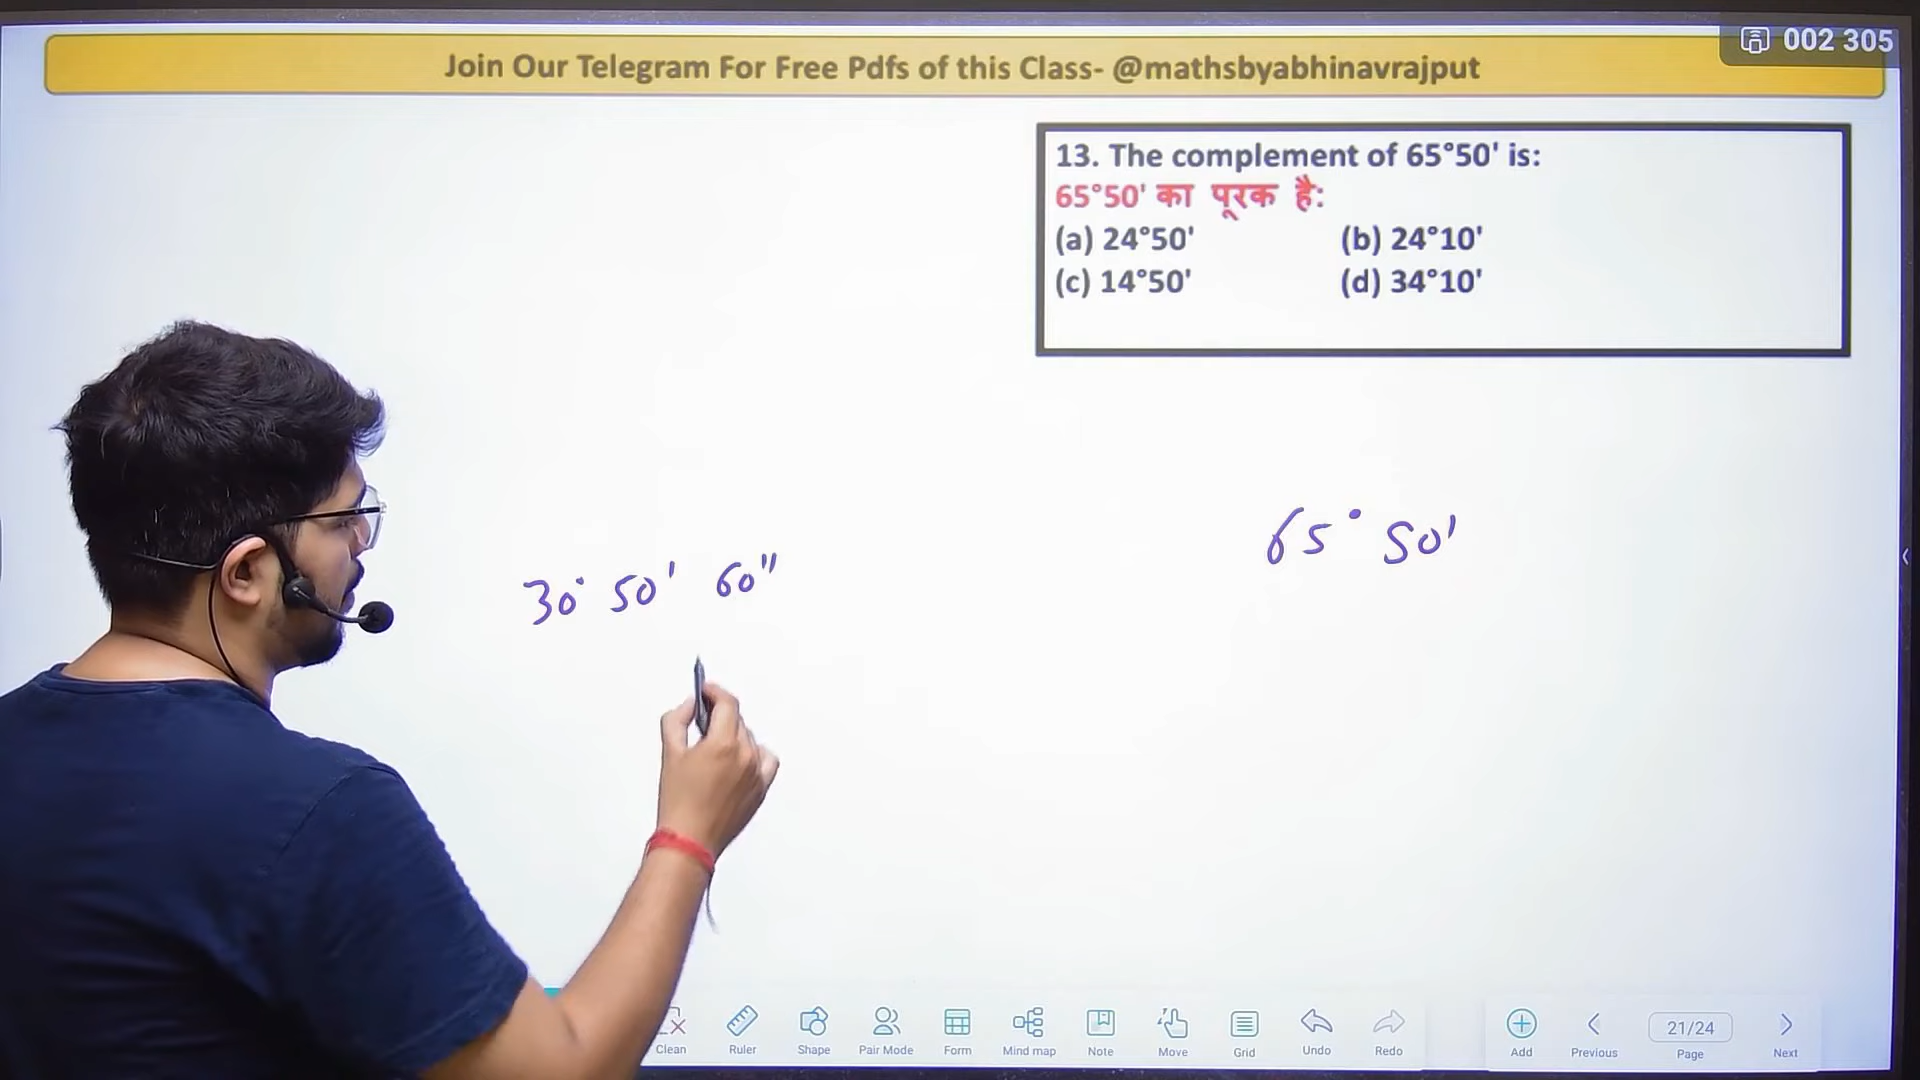 002 305
Join Our Telegram For Free Pdfs of this Class- @mathsbyabhinavrajput
13. The complement of 65°50' is:
65°50' का पूरक है:
(a) 24°50' (b) 24°10'
(c) 14°50' (d) 34°10'
65° 50'
30° 50' 60"
Clean Ruler Shape Pair Mode Form Mind map Note Move Grid Undo Redo Add Previous 21/24 Page Next